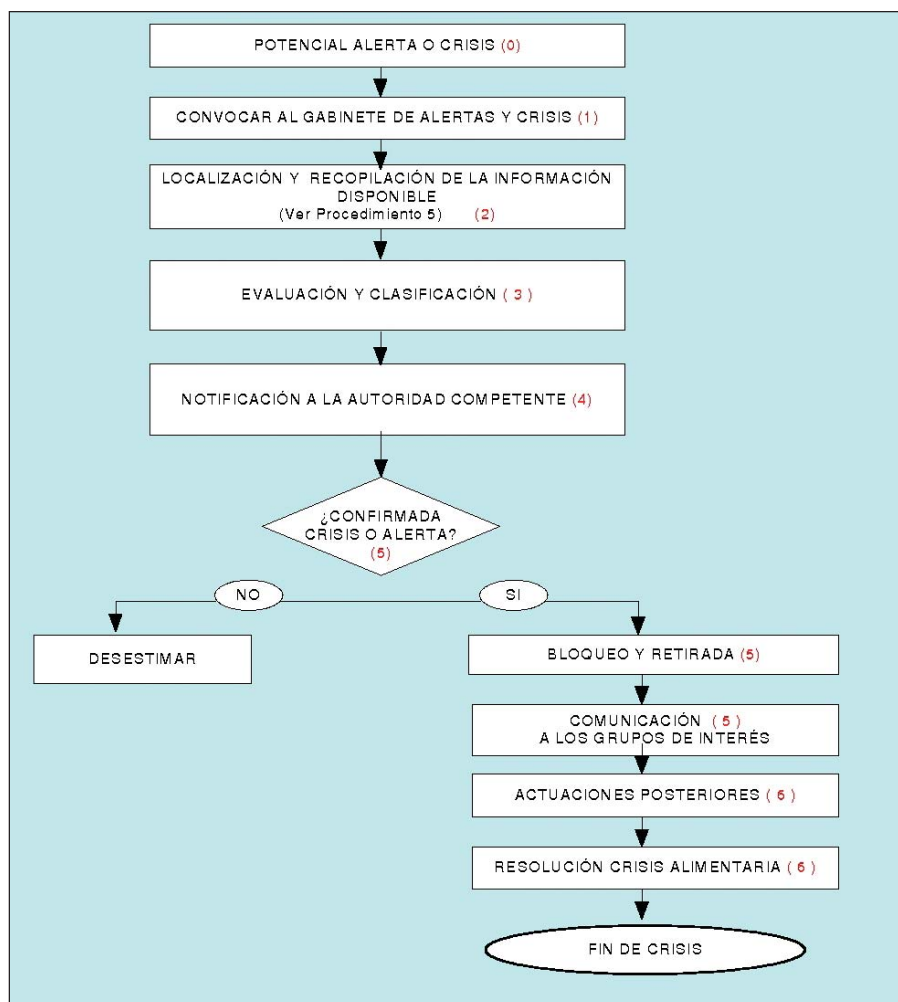 POTENCIAL ALERTA O CRISIS (0)
CONVOCAR AL GABINETE DE ALERTAS Y CRISIS (1)
LOCALIZACIÓN Y RECOPILACIÓN DE LA INFORMACIÓN
DISPONIBLE
(Ver Procedimiento 5) (2)
EVALUACIÓN Y CLASIFICACIÓN ( 3 )
NOTIFICACIÓN A LA AUTORIDAD COMPETENTE (4)
¿CONFIRMADA
CRISIS O ALERTA?
(5)
NO
SI
DESESTIMAR
BLOQUEO Y RETIRADA (5)
COMUNICACIÓN ( 5 )
A LOS GRUPOS DE INTERÉS
ACTUACIONES POSTERIORES ( 6 )
RESOLUCIÓN CRISIS ALIMENTARIA ( 6 )
FIN DE CRISIS